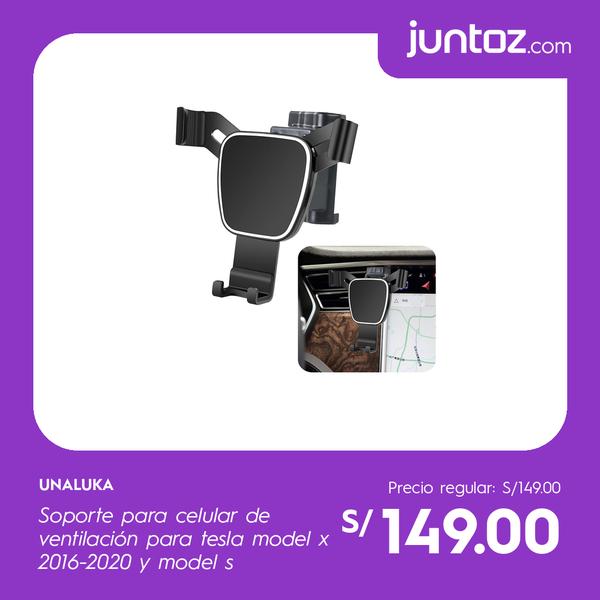 juntoz.com
UNALUKA
Soporte para celular de
ventilación para tesla model x
2016-2020 y model s
Precio regular: S/149.00
S/149.00